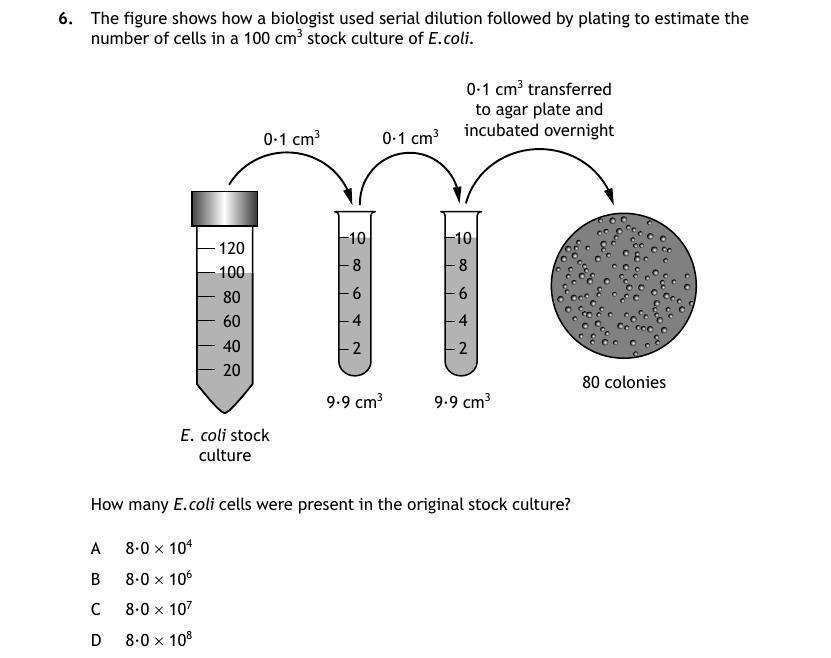 6. The figure shows how a biologist used serial dilution followed by plating to estimate the
number of cells in a 100 cm³ stock culture of E.coli.
0·1 cm³ transferred
to agar plate and
incubated overnight
0·1 cm³
0·1 cm³
120
100
80
60
40
20
10
8
6
4
2
10
8
6
4
2
80 colonies
9·9 cm³
9·9 cm³
E. coli stock
culture
How many E.coli cells were present in the original stock culture?
A 8·0 × 10⁴
B 8·0 × 10⁶
C 8·0 × 10⁷
D 8·0 × 10⁸